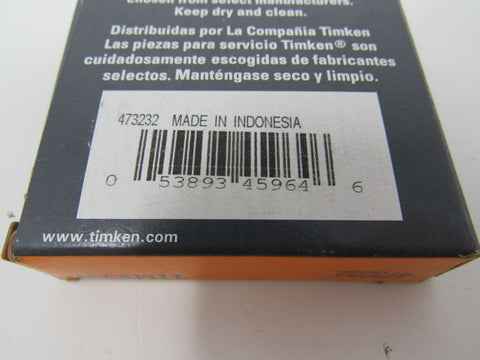 chosen from select manufacturers.
Keep dry and clean.
Distribuidas por La Compañia Timken
Las piezas para servicio Timken® son
cuidadosamente escogidas de fabricantes
selectos. Manténgase seco y limpio.
473232 MADE IN INDONESIA
0 53893 45964 6
www.timken.com
TIMKEN
473232